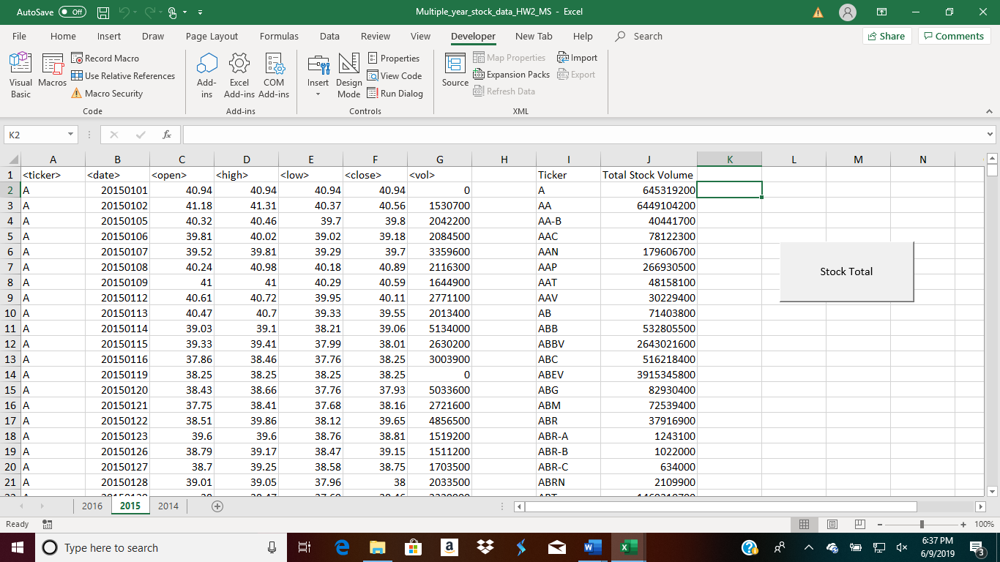 AutoSave Off Multiple_year_stock_data_HW2_MS - Excel
File Home Insert Draw Page Layout Formulas Data Review View Developer New Tab Help Search Share Comments
Visual Basic
Macros
Record Macro
Use Relative References
Macro Security
Code
Add-ins
Excel Add-ins
COM Add-ins
Add-ins
Insert
Design Mode
Properties
View Code
Run Dialog
Controls
Source
Map Properties
Expansion Packs
Refresh Data
Import
Export
XML
K2 fx
A B C D E F G H I J K L M N
1 <ticker> <date> <open> <high> <low> <close> <vol> Ticker Total Stock Volume
2 A 20150101 40.94 40.94 40.94 40.94 0 A 645319200
3 A 20150102 41.18 41.31 40.37 40.56 1530700 AA 6449104200
4 A 20150105 40.32 40.46 39.7 39.8 2042200 AA-B 40441700
5 A 20150106 39.81 40.02 39.02 39.18 2084500 AAC 78122300
6 A 20150107 39.52 39.81 39.29 39.7 3359600 AAN 179606700
7 A 20150108 40.24 40.98 40.18 40.89 2116300 AAP 266930500
8 A 20150109 41 41 40.29 40.59 1644900 AAT 48158100
9 A 20150112 40.61 40.72 39.95 40.11 2771100 AAV 30229400
10 A 20150113 40.47 40.7 39.33 39.55 2013400 AB 71403800
11 A 20150114 39.03 39.1 38.21 39.06 5134000 ABB 532805500
12 A 20150115 39.33 39.41 37.99 38.01 2630200 ABBV 2643021600
13 A 20150116 37.86 38.46 37.76 38.25 3003900 ABC 516218400
14 A 20150119 38.25 38.25 38.25 38.25 0 ABEV 3915345800
15 A 20150120 38.43 38.66 37.76 37.93 5033600 ABG 82930400
16 A 20150121 37.75 38.41 37.68 38.16 2721600 ABM 72539400
17 A 20150122 38.51 39.86 38.12 39.65 4856500 ABR 37916900
18 A 20150123 39.6 39.6 38.76 38.81 1519200 ABR-A 1243100
19 A 20150126 38.79 39.17 38.47 39.15 1511200 ABR-B 1022000
20 A 20150127 38.7 39.25 38.58 38.75 1703500 ABR-C 634000
21 A 20150128 39.01 39.05 37.96 38 2033500 ABRN 2109900
Stock Total
2016 2015 2014
Ready 100%
Type here to search
6:37 PM
6/9/2019
3